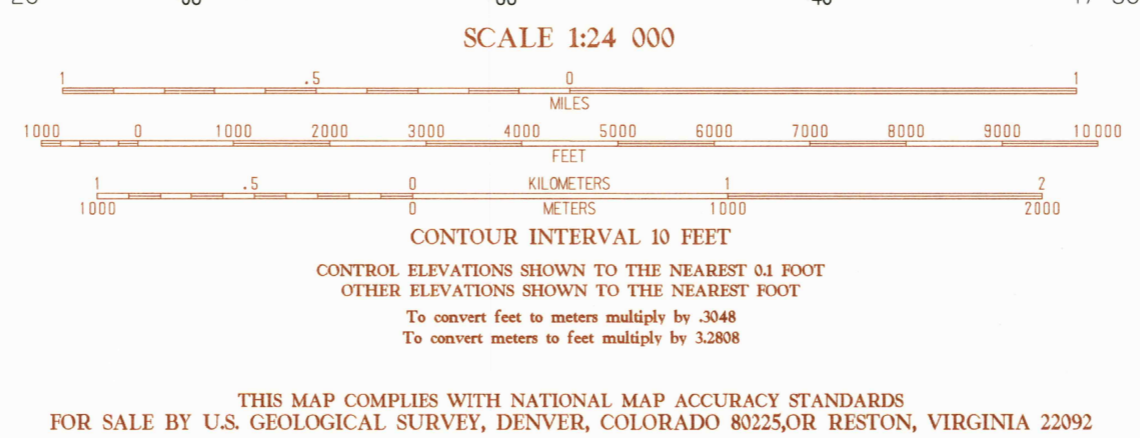 SCALE 1:24 000
1 .5 0 1
MILES
1000 0 1000 2000 3000 4000 5000 6000 7000 8000 9000 10000
FEET
1 .5 0 KILOMETERS 1 2
1000 0 METERS 1000 2000
CONTOUR INTERVAL 10 FEET
CONTROL ELEVATIONS SHOWN TO THE NEAREST 0.1 FOOT
OTHER ELEVATIONS SHOWN TO THE NEAREST FOOT
To convert feet to meters multiply by .3048
To convert meters to feet multiply by 3.2808
THIS MAP COMPLIES WITH NATIONAL MAP ACCURACY STANDARDS
FOR SALE BY U.S. GEOLOGICAL SURVEY, DENVER, COLORADO 80225,OR RESTON, VIRGINIA 22092